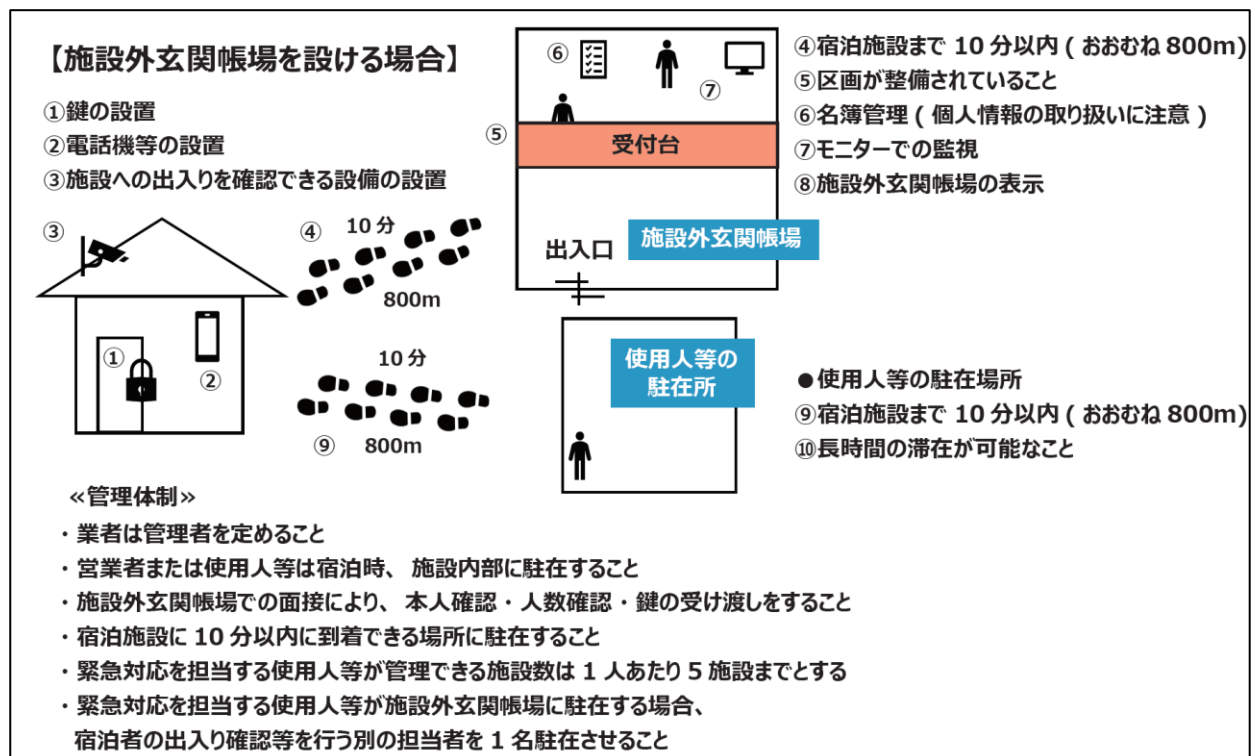 【施設外玄関帳場を設ける場合】
①鍵の設置
②電話機等の設置
③施設への出入りを確認できる設備の設置
③
①
②
④
10分
800m
10分
⑨
800m
⑥
⑦
⑤
受付台
出入口
施設外玄関帳場
使用人等の
駐在所
④宿泊施設まで 10 分以内 ( おおむね 800m)
⑤区画が整備されていること
⑥名簿管理 ( 個人情報の取り扱いに注意 )
⑦モニターでの監視
⑧施設外玄関帳場の表示
●使用人等の駐在場所
⑨宿泊施設まで 10 分以内 ( おおむね 800m)
⑩長時間の滞在が可能なこと
≪管理体制≫
・業者は管理者を定めること
・営業者または使用人等は宿泊時、施設内部に駐在すること
・施設外玄関帳場での面接により、本人確認・人数確認・鍵の受け渡しをすること
・宿泊施設に 10 分以内に到着できる場所に駐在すること
・緊急対応を担当する使用人等が管理できる施設数は 1 人あたり 5 施設までとする
・緊急対応を担当する使用人等が施設外玄関帳場に駐在する場合、
宿泊者の出入り確認等を行う別の担当者を 1 名駐在させること